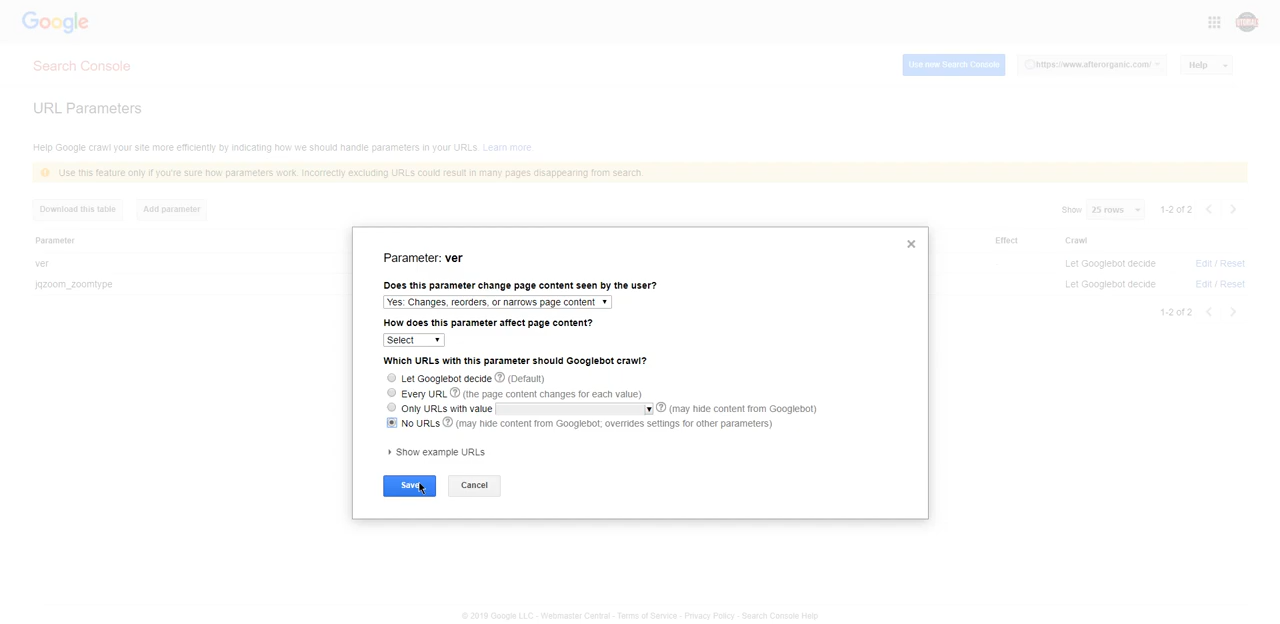 Google
Search Console
Use new Search Console
https://www.afterorganic.com/
Help
URL Parameters
Help Google crawl your site more efficiently by indicating how we should handle parameters in your URLs. Learn more.
Use this feature only if you're sure how parameters work. Incorrectly excluding URLs could result in many pages disappearing from search.
Download this table
Add parameter
Show 25 rows 1-2 of 2
Parameter
Effect
Crawl
ver
Let Googlebot decide
Edit / Reset
jqzoom_zoomtype
Let Googlebot decide
Edit / Reset
1-2 of 2
Parameter: ver
Does this parameter change page content seen by the user?
Yes: Changes, reorders, or narrows page content
How does this parameter affect page content?
Select
Which URLs with this parameter should Googlebot crawl?
Let Googlebot decide ? (Default)
Every URL ? (the page content changes for each value)
Only URLs with value ? (may hide content from Googlebot)
No URLs ? (may hide content from Googlebot; overrides settings for other parameters)
Show example URLs
Save
Cancel
© 2019 Google LLC - Webmaster Central - Terms of Service - Privacy Policy - Search Console Help